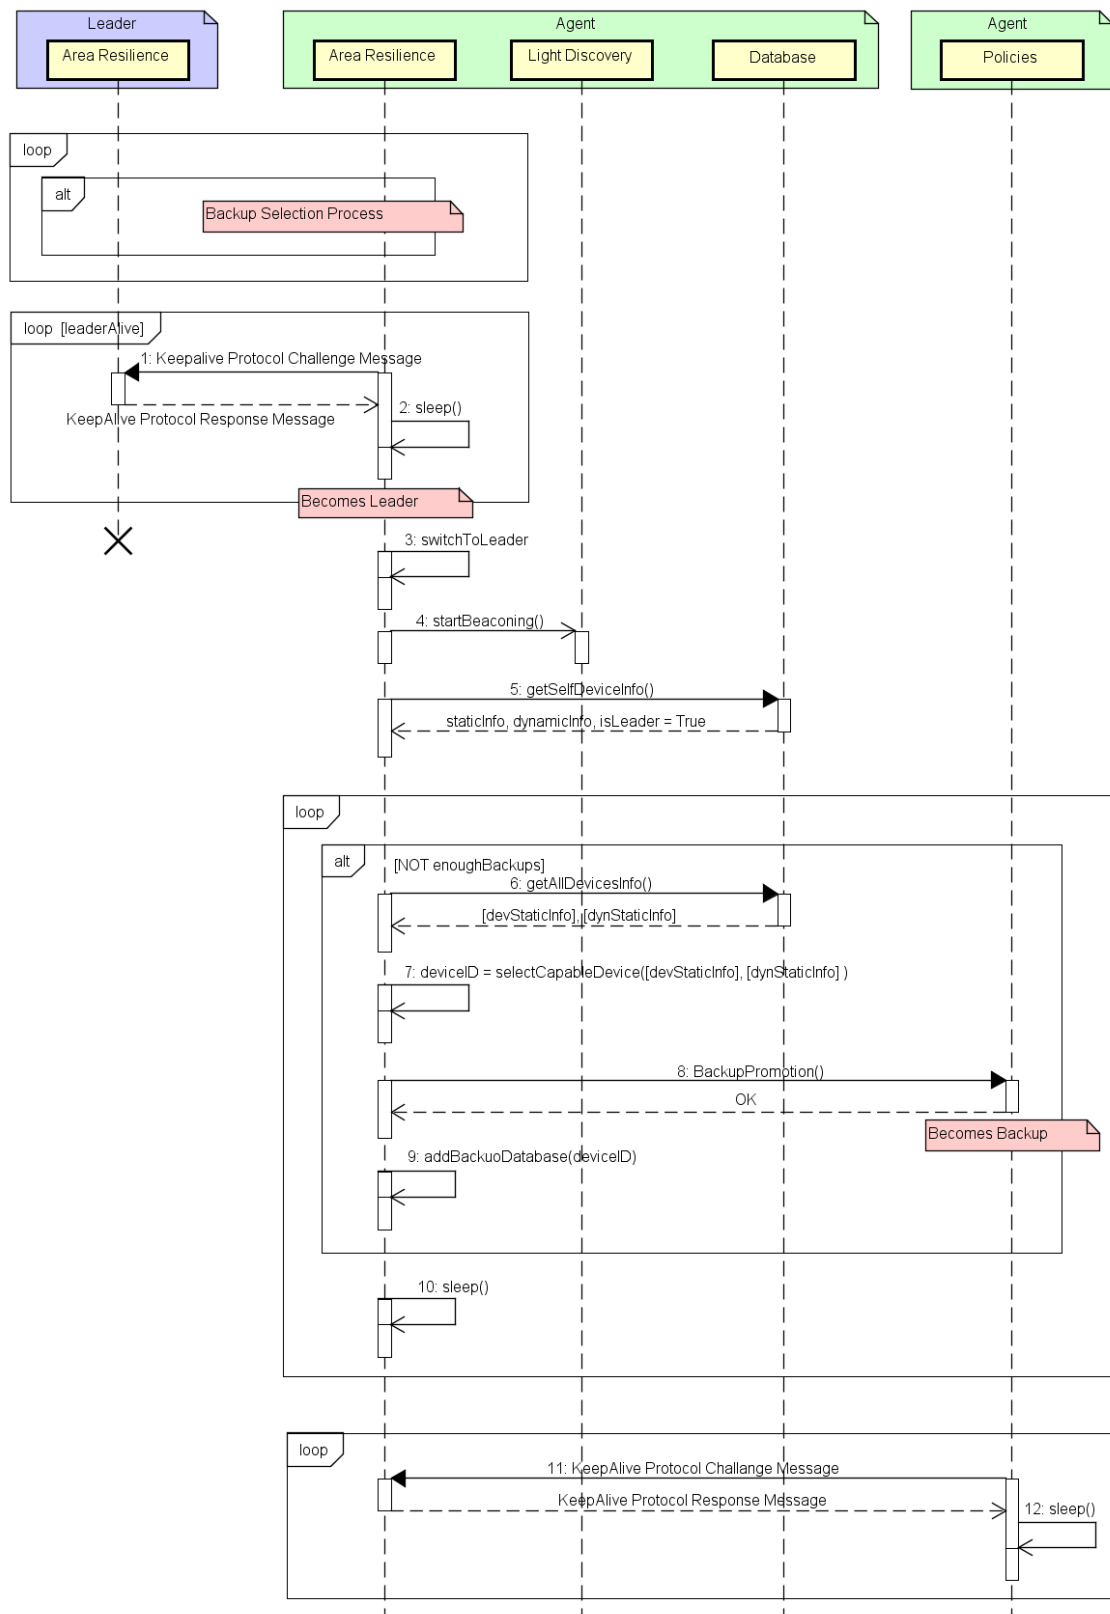 Leader
Agent
Agent
Area Resilience
Area Resilience
Light Discovery
Database
Policies
loop
alt
Backup Selection Process
loop [leaderAlive]
1: Keepalive Protocol Challenge Message
KeepAlive Protocol Response Message
2: sleep()
Becomes Leader
3: switchToLeader
4: startBeaconing()
5: getSelfDeviceInfo()
staticInfo, dynamicInfo, isLeader = True
loop
alt
[NOT enoughBackups]
6: getAllDevicesInfo()
[devStaticInfo], [dynStaticInfo]
7: deviceID = selectCapableDevice([devStaticInfo], [dynStaticInfo] )
8: BackupPromotion()
OK
Becomes Backup
9: addBackuoDatabase(deviceID)
10: sleep()
loop
11: KeepAlive Protocol Challange Message
KeepAlive Protocol Response Message
12: sleep()